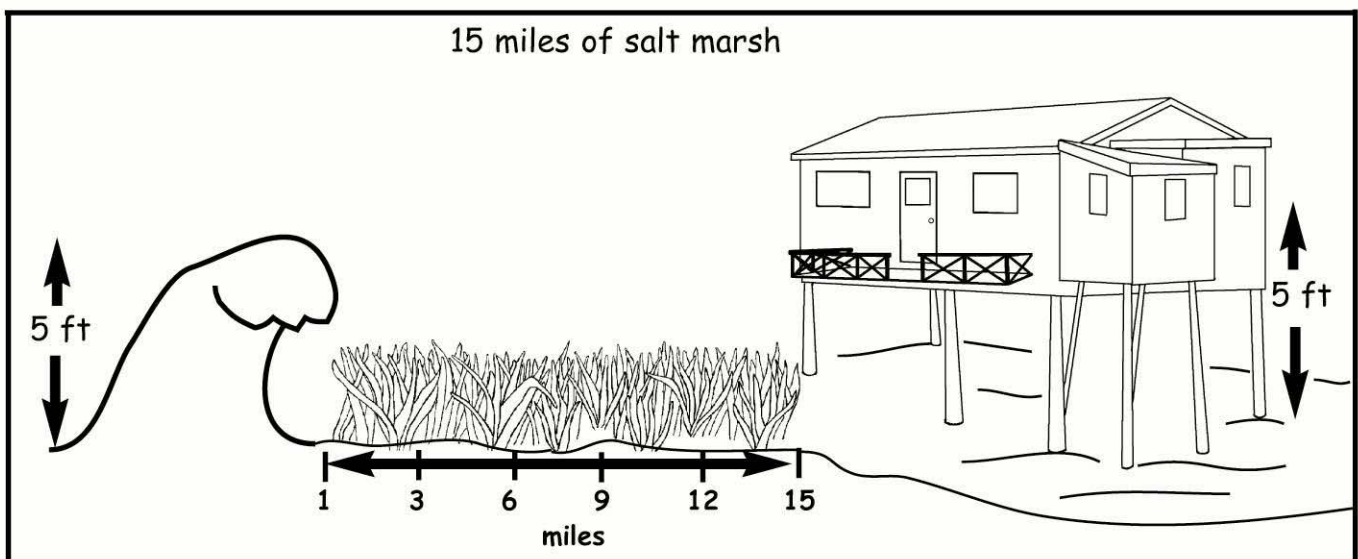 15 miles of salt marsh
5 ft
5 ft
1 3 6 9 12 15
miles